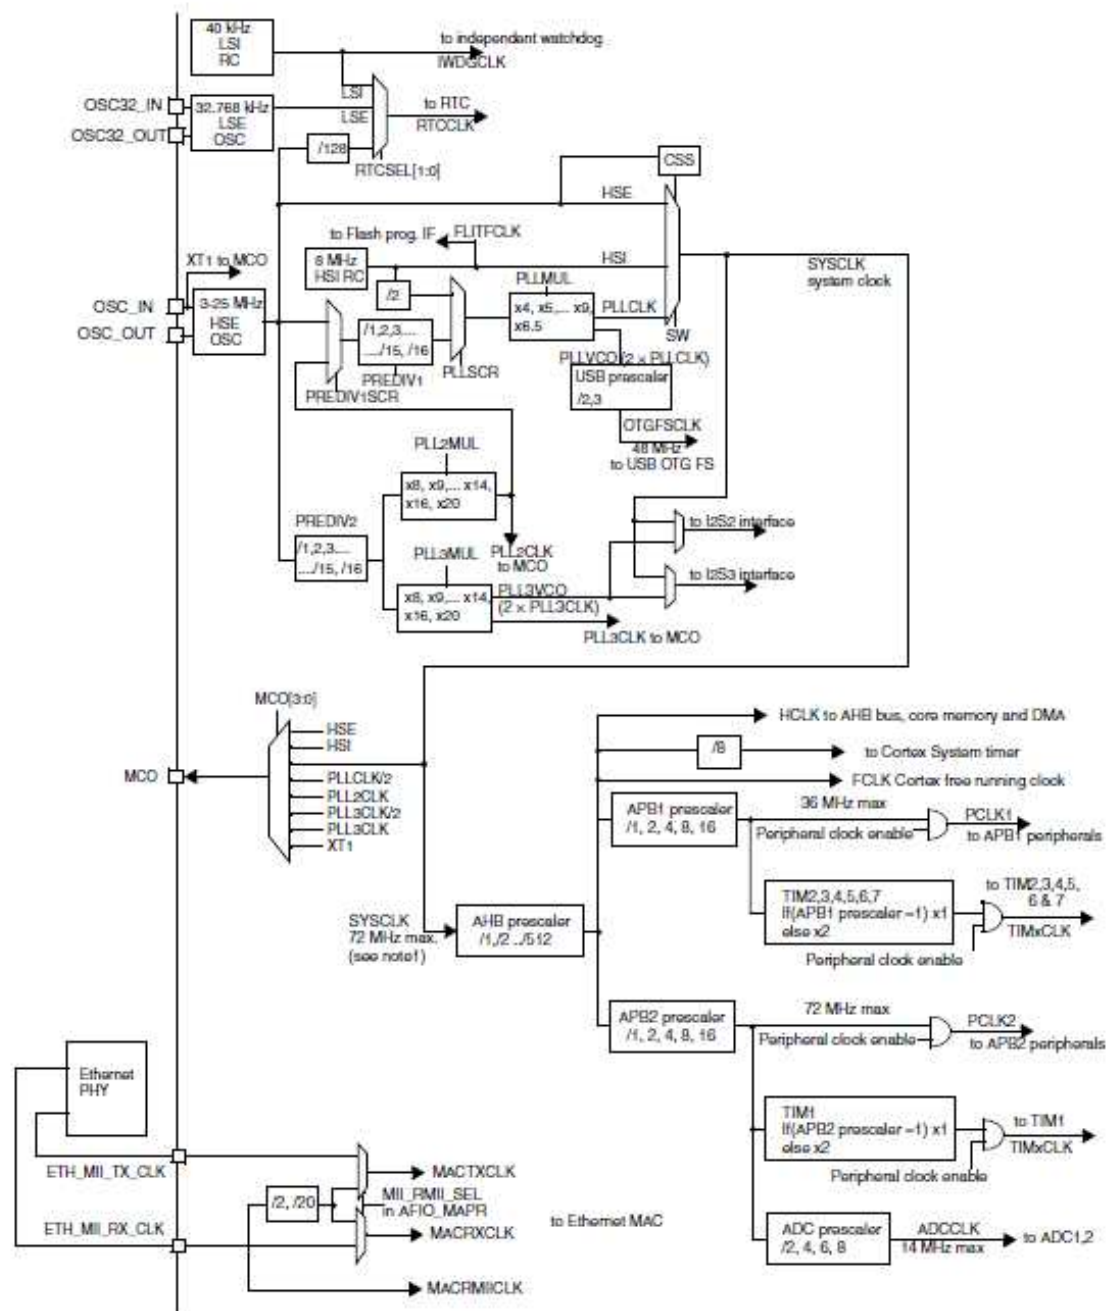 40 kHz
LSI
RC
to independent watchdog
IWDGCLK
OSC32_IN
OSC32_OUT
32.768 kHz
LSE
OSC
LSI
LSE
/128
RTCSEL[1:0]
to RTC
RTCCLK
CSS
HSE
to Flash prog. IF
FLITFCLK
8 MHz
HSI RC
HSI
/2
SYSCLK
system clock
XT1 to MCO
OSC_IN
OSC_OUT
3-25 MHz
HSE
OSC
PLLMUL
x4, x5,... x9,
x6.5
PLLCLK
SW
/1,2,3....
..../15, /16
PREDIV1
PREDIV1SCR
PLLSCR
PLLVCO (2 × PLLCLK)
USB prescaler
/2,3
OTGFSCLK
48 MHz
to USB OTG FS
PLL2MUL
x8, x9,... x14,
x16, x20
PREDIV2
/1,2,3....
..../15, /16
PLL2CLK
to MCO
PLL3MUL
x8, x9,... x14,
x16, x20
PLL3VCO
(2 × PLL3CLK)
PLL3CLK to MCO
to I2S2 interface
to I2S3 interface
MCO[3:0]
MCO
HSE
HSI
PLLCLK/2
PLL2CLK
PLL3CLK/2
PLL3CLK
XT1
HCLK to AHB bus, core memory and DMA
/8
to Cortex System timer
FCLK Cortex free running clock
APB1 prescaler
/1, 2, 4, 8, 16
36 MHz max
Peripheral clock enable
PCLK1
to APB1 peripherals
SYSCLK
72 MHz max.
(see note1)
AHB prescaler
/1,/2 ../512
TIM2,3,4,5,6,7
If(APB1 prescaler =1) x1
else x2
to TIM2,3,4,5,
6 & 7
TIMxCLK
Peripheral clock enable
APB2 prescaler
/1, 2, 4, 8, 16
72 MHz max
Peripheral clock enable
PCLK2
to APB2 peripherals
TIM1
If(APB2 prescaler =1) x1
else x2
to TIM1
TIMxCLK
Peripheral clock enable
ADC prescaler
/2, 4, 6, 8
ADCCLK
14 MHz max
to ADC1,2
Ethernet
PHY
ETH_MII_TX_CLK
MACTXCLK
/2, /20
MII_RMII_SEL
in AFIO_MAPR
to Ethernet MAC
ETH_MII_RX_CLK
MACRXCLK
MACRMIICLK